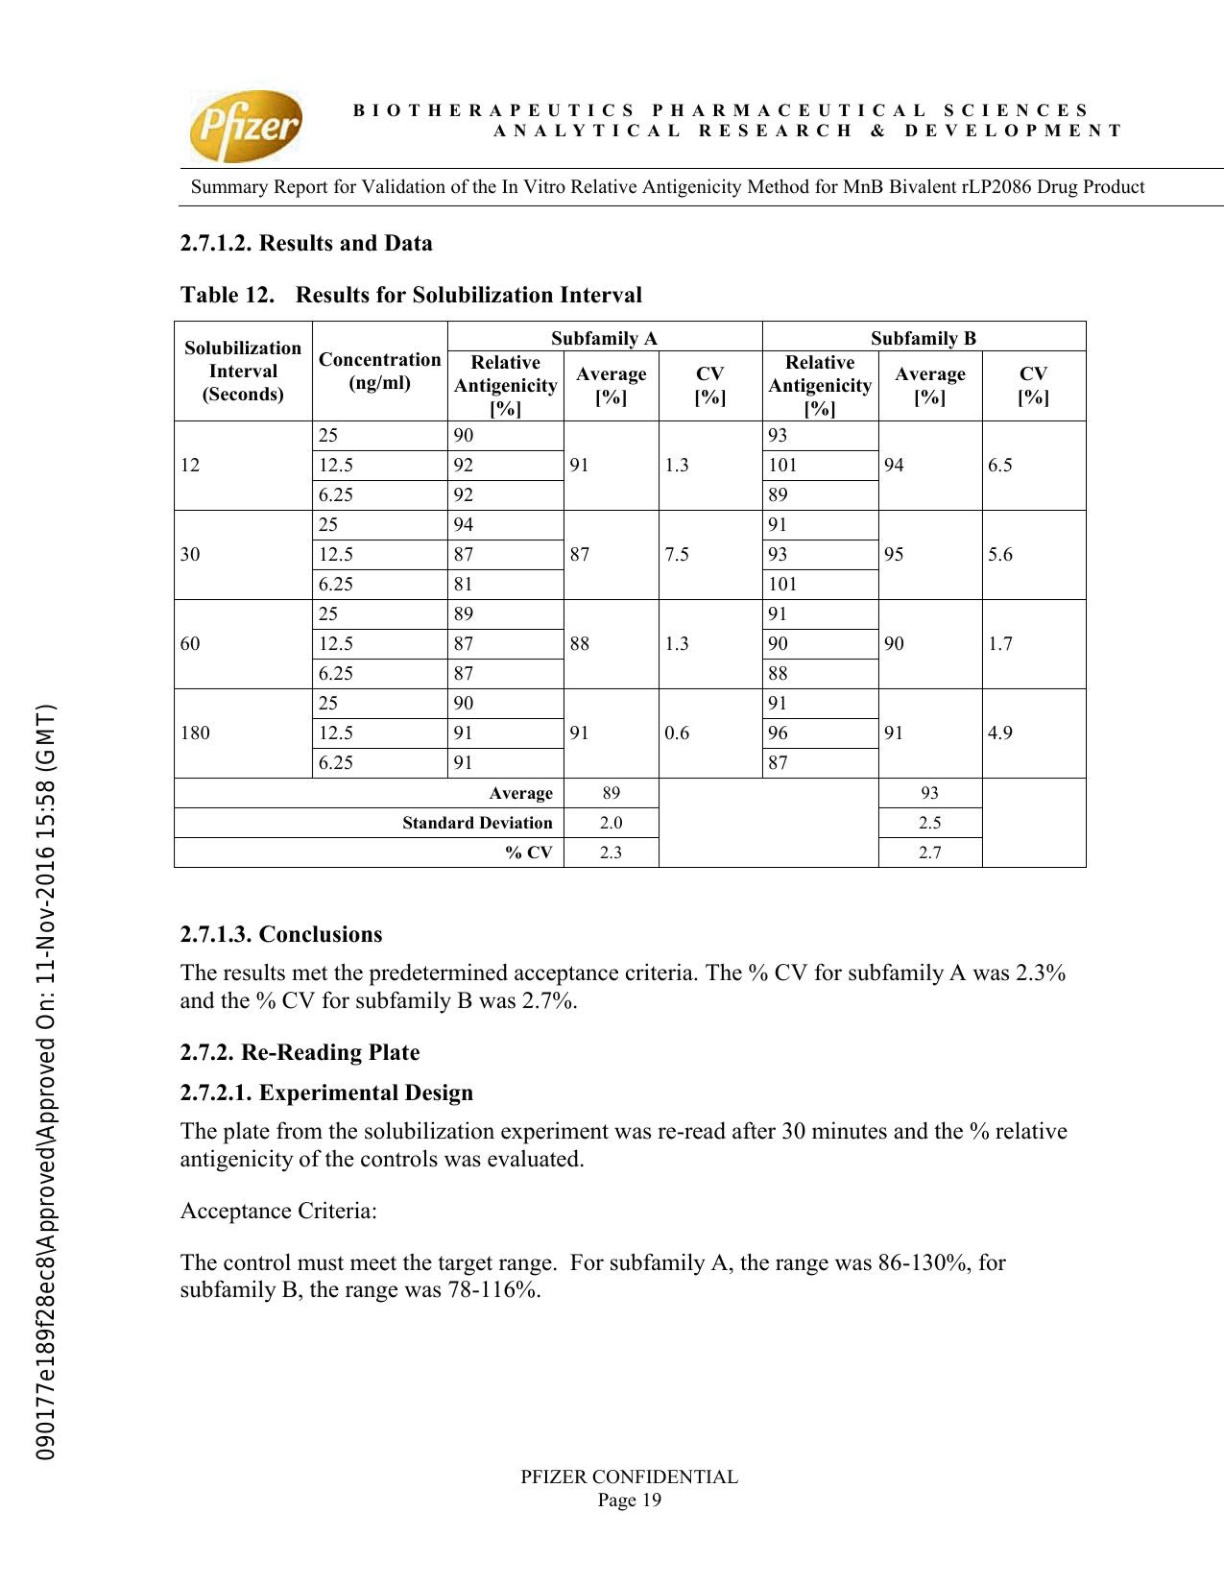 Pfizer
BIOTHERAPEUTICS PHARMACEUTICAL SCIENCES
ANALYTICAL RESEARCH & DEVELOPMENT
Summary Report for Validation of the In Vitro Relative Antigenicity Method for MnB Bivalent rLP2086 Drug Product
2.7.1.2. Results and Data
Table 12. Results for Solubilization Interval
Solubilization Interval (Seconds) Concentration (ng/ml) Subfamily A Subfamily B
Relative Antigenicity [%] Average [%] CV [%] Relative Antigenicity [%] Average [%] CV [%]
25 90 93
12 12.5 92 91 1.3 101 94 6.5
6.25 92 89
25 94 91
30 12.5 87 87 7.5 93 95 5.6
6.25 81 101
25 89 91
60 12.5 87 88 1.3 90 90 1.7
6.25 87 88
25 90 91
180 12.5 91 91 0.6 96 91 4.9
6.25 91 87
Average 89 93
Standard Deviation 2.0 2.5
% CV 2.3 2.7
2.7.1.3. Conclusions
The results met the predetermined acceptance criteria. The % CV for subfamily A was 2.3%
and the % CV for subfamily B was 2.7%.
2.7.2. Re-Reading Plate
2.7.2.1. Experimental Design
The plate from the solubilization experiment was re-read after 30 minutes and the % relative
antigenicity of the controls was evaluated.
Acceptance Criteria:
The control must meet the target range. For subfamily A, the range was 86-130%, for
subfamily B, the range was 78-116%.
090177e189f28ec8\Approved\Approved On: 11-Nov-2016 15:58 (GMT)
PFIZER CONFIDENTIAL
Page 19